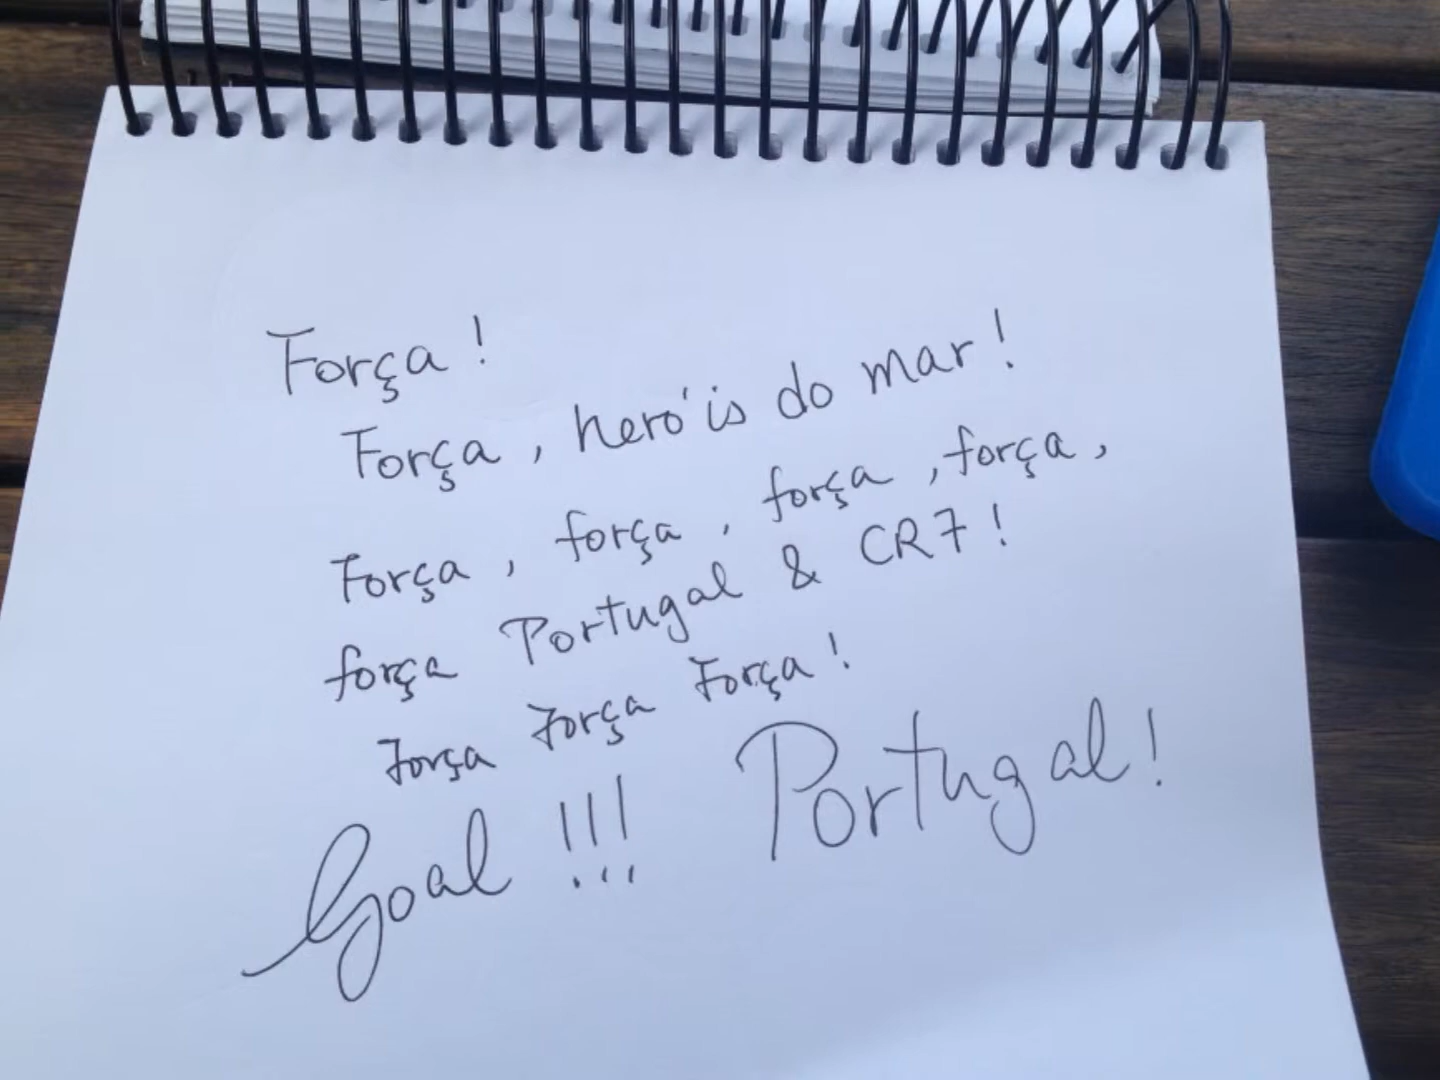 Força !
Força , heróis do mar !
Força , força , força , força ,
força Portugal & CR7 !
Força Força Força !
Goal !!! Portugal !